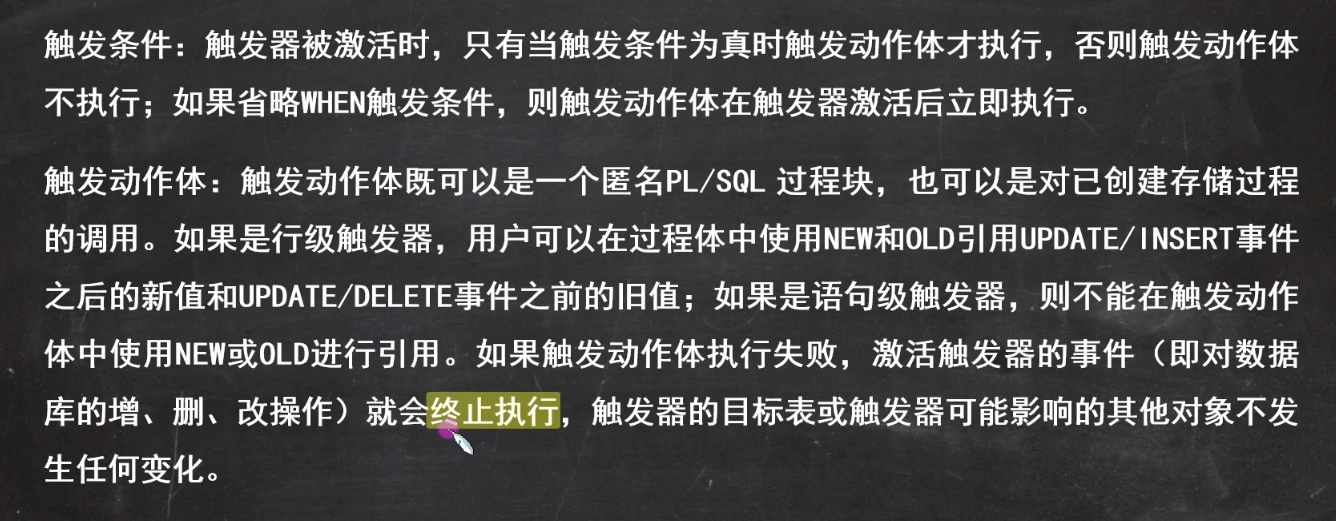 触发条件：触发器被激活时，只有当触发条件为真时触发动作体才执行，否则触发动作体
不执行；如果省略WHEN触发条件，则触发动作体在触发器激活后立即执行。
触发动作体：触发动作体既可以是一个匿名PL/SQL 过程块，也可以是对已创建存储过程
的调用。如果是行级触发器，用户可以在过程体中使用NEW和OLD引用UPDATE/INSERT事件
之后的新值和UPDATE/DELETE事件之前的旧值；如果是语句级触发器，则不能在触发动作
体中使用NEW或OLD进行引用。如果触发动作体执行失败，激活触发器的事件（即对数据
库的增、删、改操作）就会终止执行，触发器的目标表或触发器可能影响的其他对象不发
生任何变化。